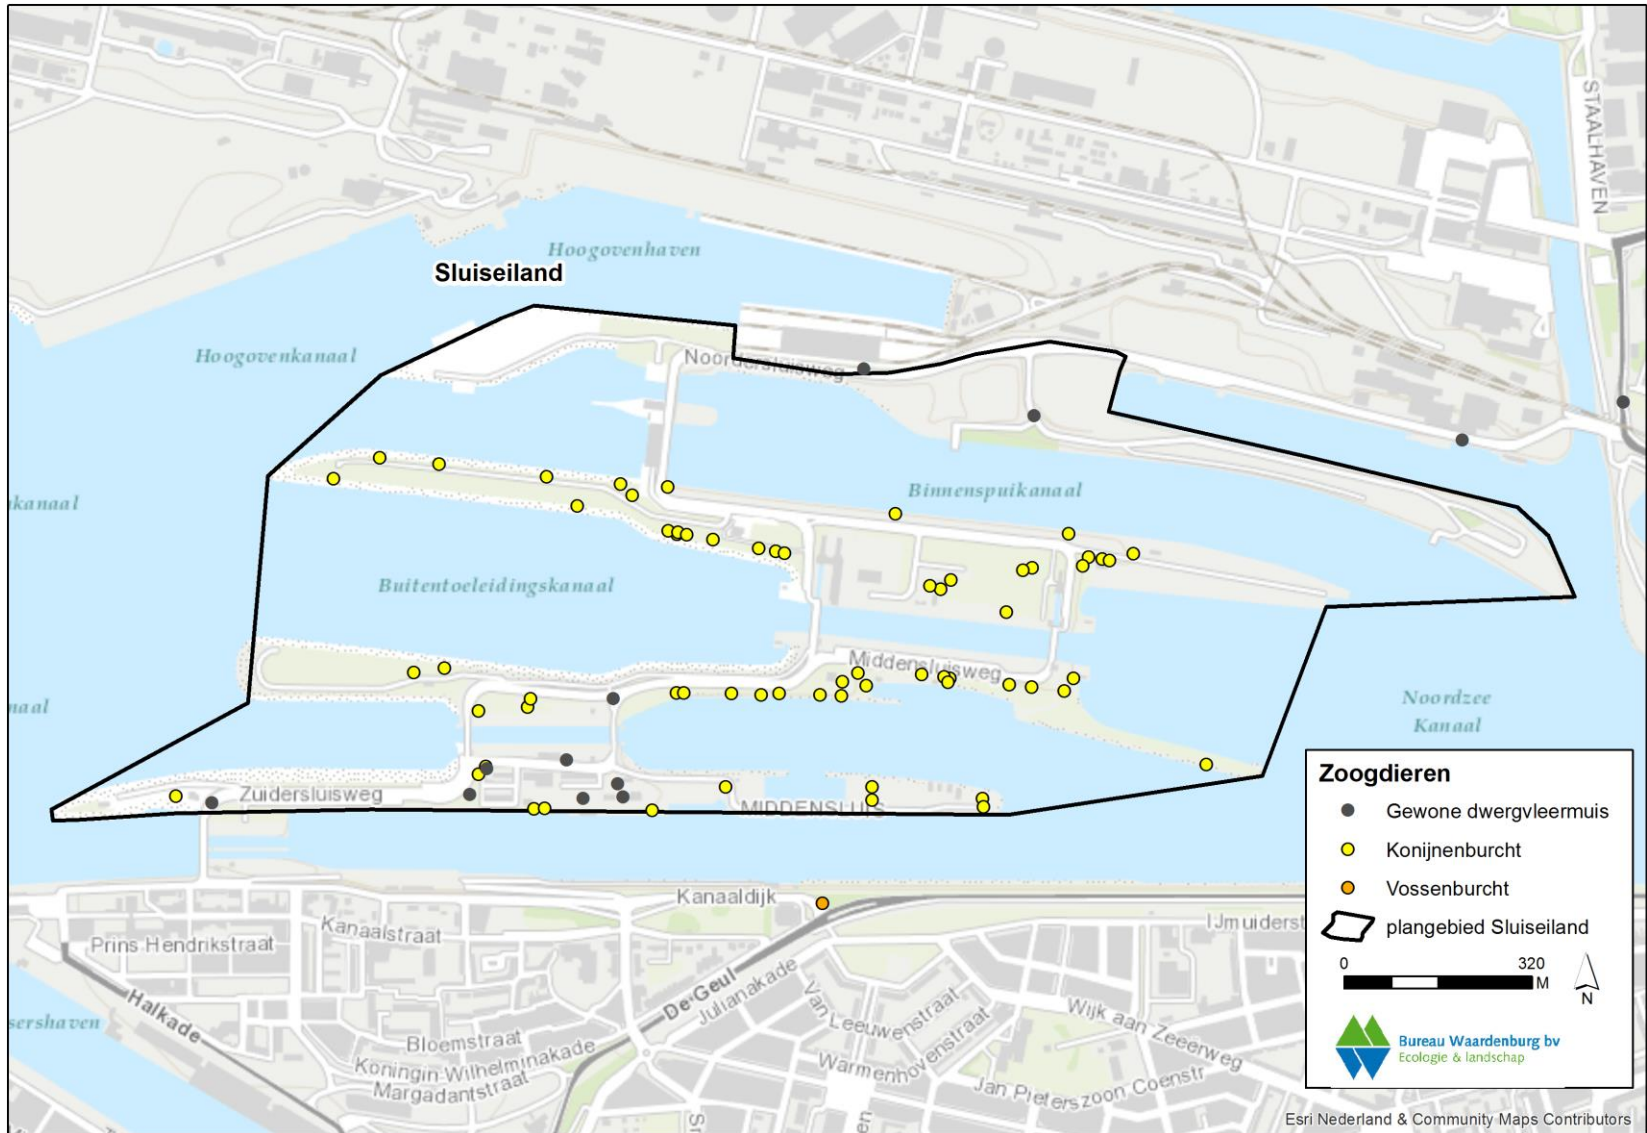 STAALHAVEN
Hoogovenhaven
Sluiseiland
Hoogovenkanaal
Noordersluisweg
Binnenspuikanaal
kanaal
Buitentoeleidingskanaal
Middensluisweg
Noordzee
Kanaal
naal
Zuidersluisweg
MIDDENSLUIS
Kanaaldijk
Kanaalstraat
Prins Hendrikstraat
IJmuiderst
De Geul
Julianakade
Van Leeuwenstraat
Halkade
sershaven
Bloemstraat
Koningin-Wilhelminakade
Margadantstraat
Warmenhovenstraat
Wijk aan Zeeerweg
Jan Pieterszoon Coenstr
Zoogdieren
Gewone dwergvleermuis
Konijnenburcht
Vossenburcht
plangebied Sluiseiland
0 320
M
N
Bureau Waardenburg bv
Ecologie & landschap
Esri Nederland & Community Maps Contributors